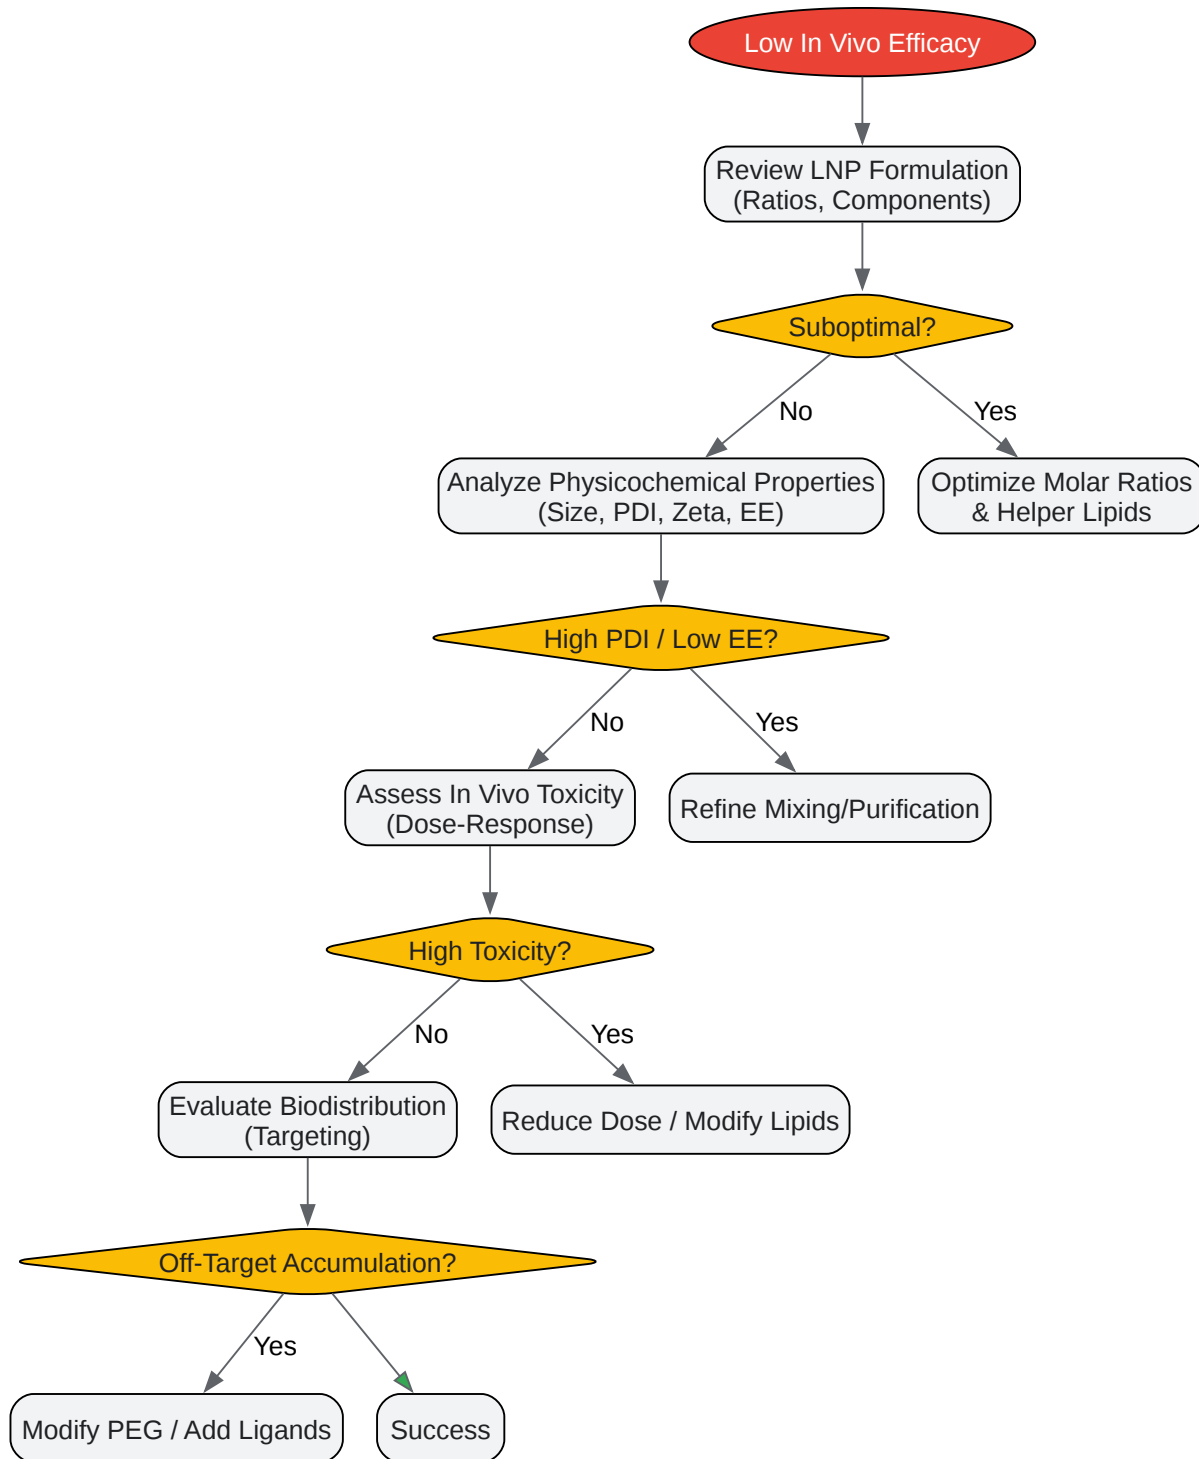 Low In Vivo Efficacy
Review LNP Formulation
(Ratios, Components)
Suboptimal?
No
Yes
Analyze Physicochemical Properties
(Size, PDI, Zeta, EE)
Optimize Molar Ratios
& Helper Lipids
High PDI / Low EE?
No
Yes
Assess In Vivo Toxicity
(Dose-Response)
Refine Mixing/Purification
High Toxicity?
No
Yes
Evaluate Biodistribution
(Targeting)
Reduce Dose / Modify Lipids
Off-Target Accumulation?
Yes
Modify PEG / Add Ligands
Success